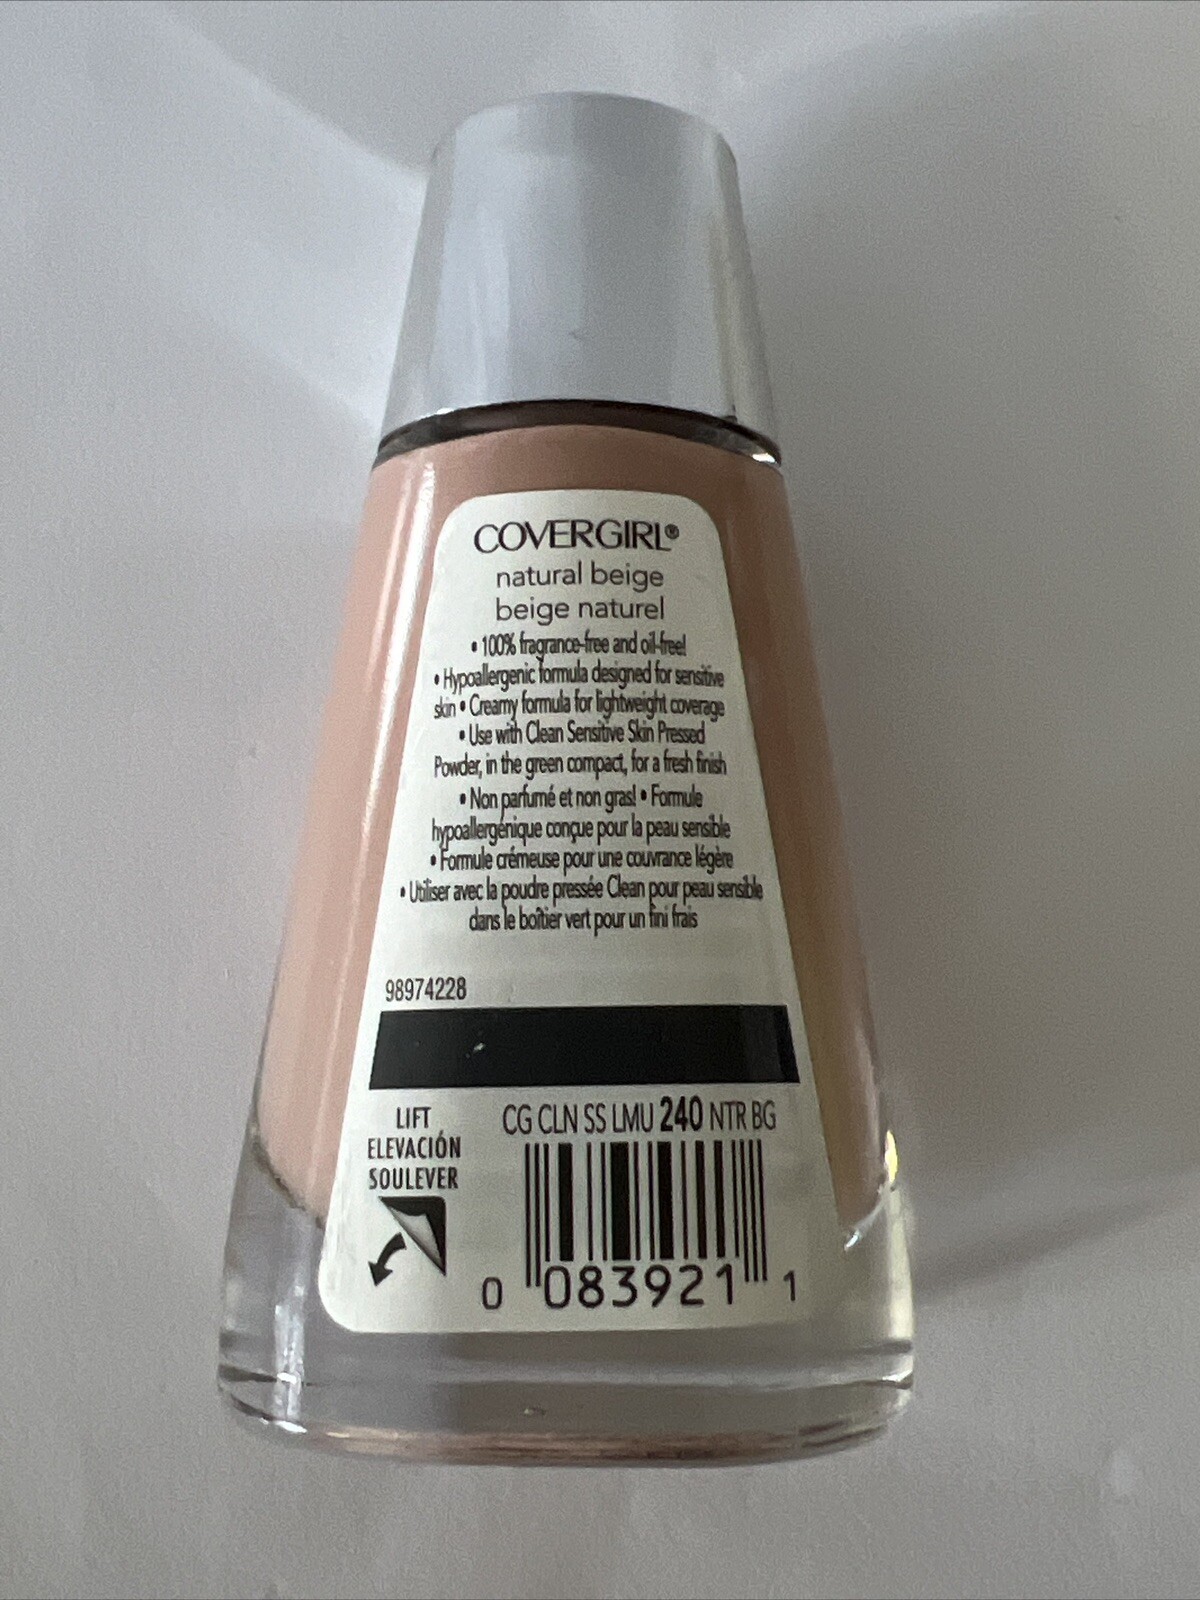 COVERGIRL®
natural beige
beige naturel
• 100% fragrance-free and oil-free!
• Hypoallergenic formula designed for sensitive
skin • Creamy formula for lightweight coverage
• Use with Clean Sensitive Skin Pressed
Powder, in the green compact, for a fresh finish
• Non parfumé et non gras! • Formule
hypoallergénique conçue pour la peau sensible
• Formule crémeuse pour une couvrance légère
• Utiliser avec la poudre pressée Clean pour peau sensible
dans le boîtier vert pour un fini frais
98974228
LIFT
ELEVACIÓN
SOULEVER
CG CLN SS LMU 240 NTR BG
0 083921 1